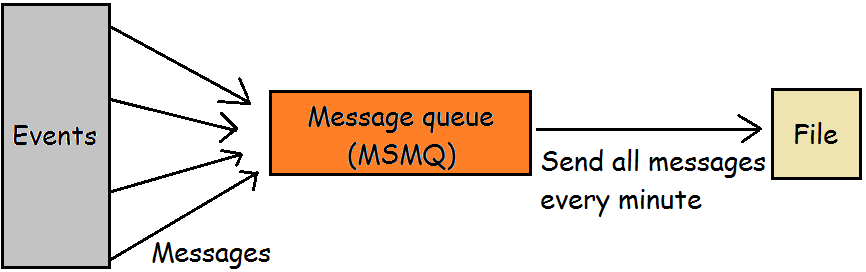 Events
Messages
Message queue
(MSMQ)
Send all messages
every minute
File